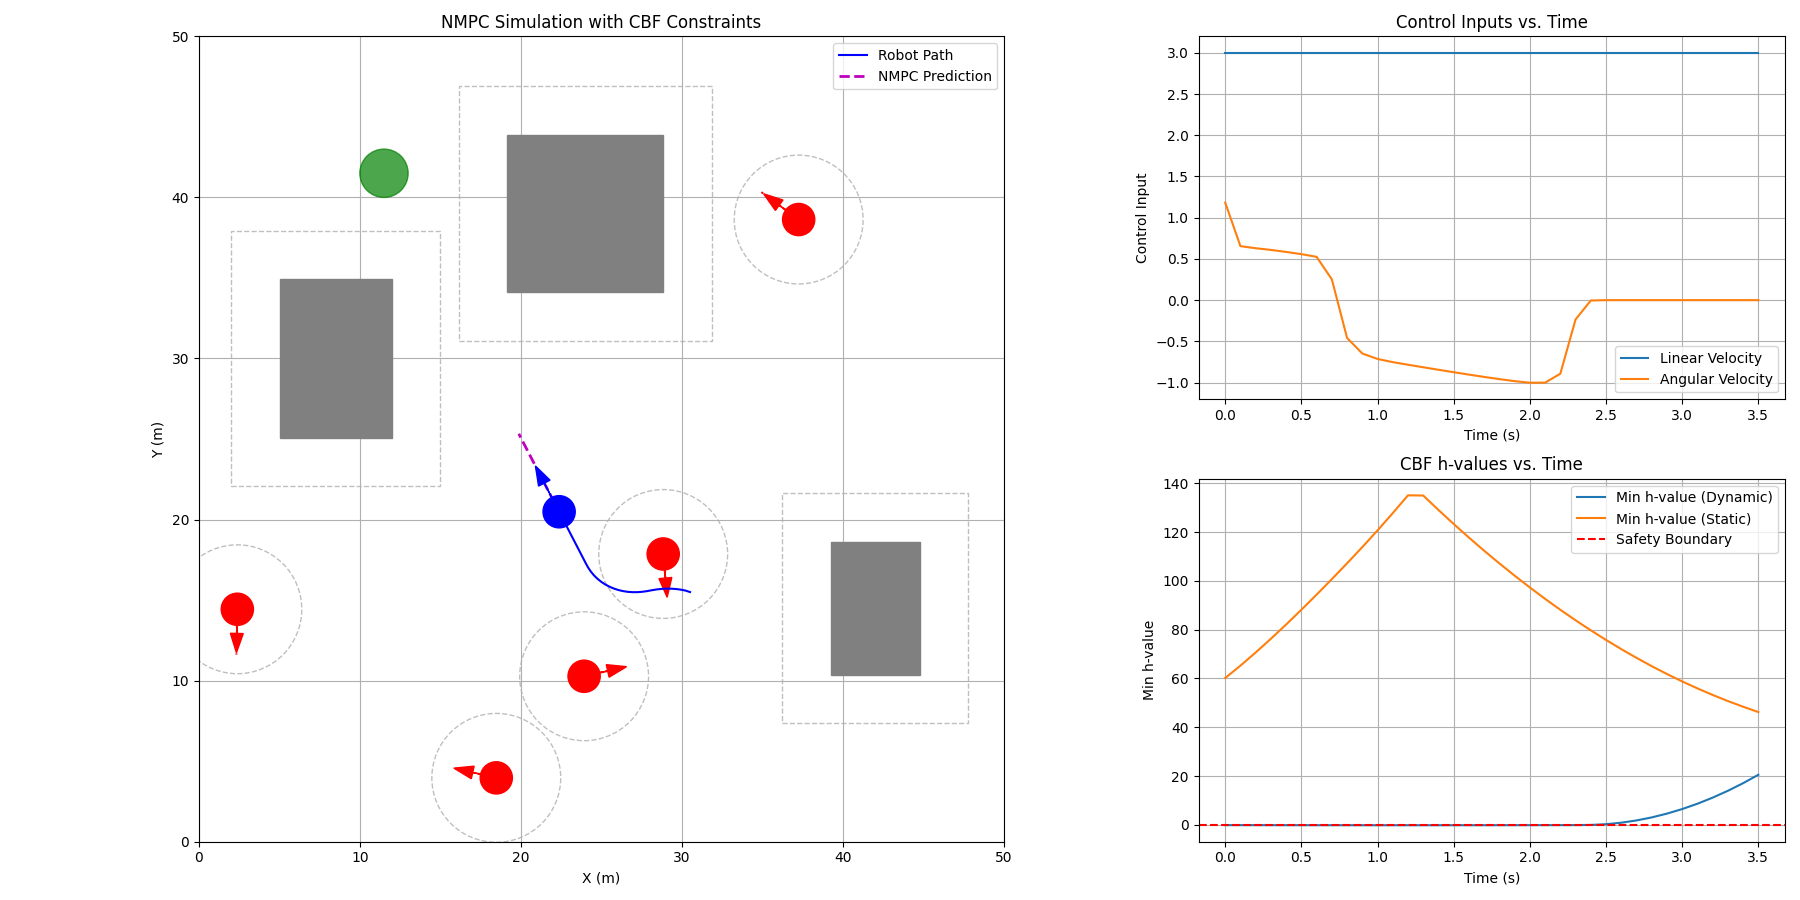 NMPC Simulation with CBF Constraints
50
40
30
20
10
0
Y (m)
Robot Path
NMPC Prediction
0 10 20 30 40 50
X (m)
Control Inputs vs. Time
3.0
2.5
2.0
1.5
1.0
0.5
0.0
−0.5
−1.0
Control Input
Linear Velocity
Angular Velocity
0.0 0.5 1.0 1.5 2.0 2.5 3.0 3.5
Time (s)
CBF h-values vs. Time
140
120
100
80
60
40
20
0
Min h-value
Min h-value (Dynamic)
Min h-value (Static)
Safety Boundary
0.0 0.5 1.0 1.5 2.0 2.5 3.0 3.5
Time (s)